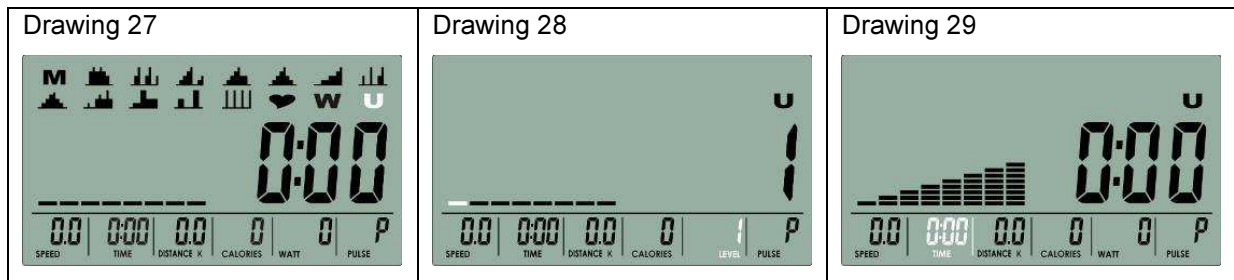 Drawing 27
M
W U
0:00
0.0 0:00 0.0 0 0 P
SPEED TIME DISTANCE K CALORIES WATT PULSE
Drawing 28
U
1
0.0 0:00 0.0 0 1 P
SPEED TIME DISTANCE K CALORIES LEVEL PULSE
Drawing 29
U
0:00
0.0 0:00 0.0 0 0 P
SPEED TIME DISTANCE K CALORIES WATT PULSE